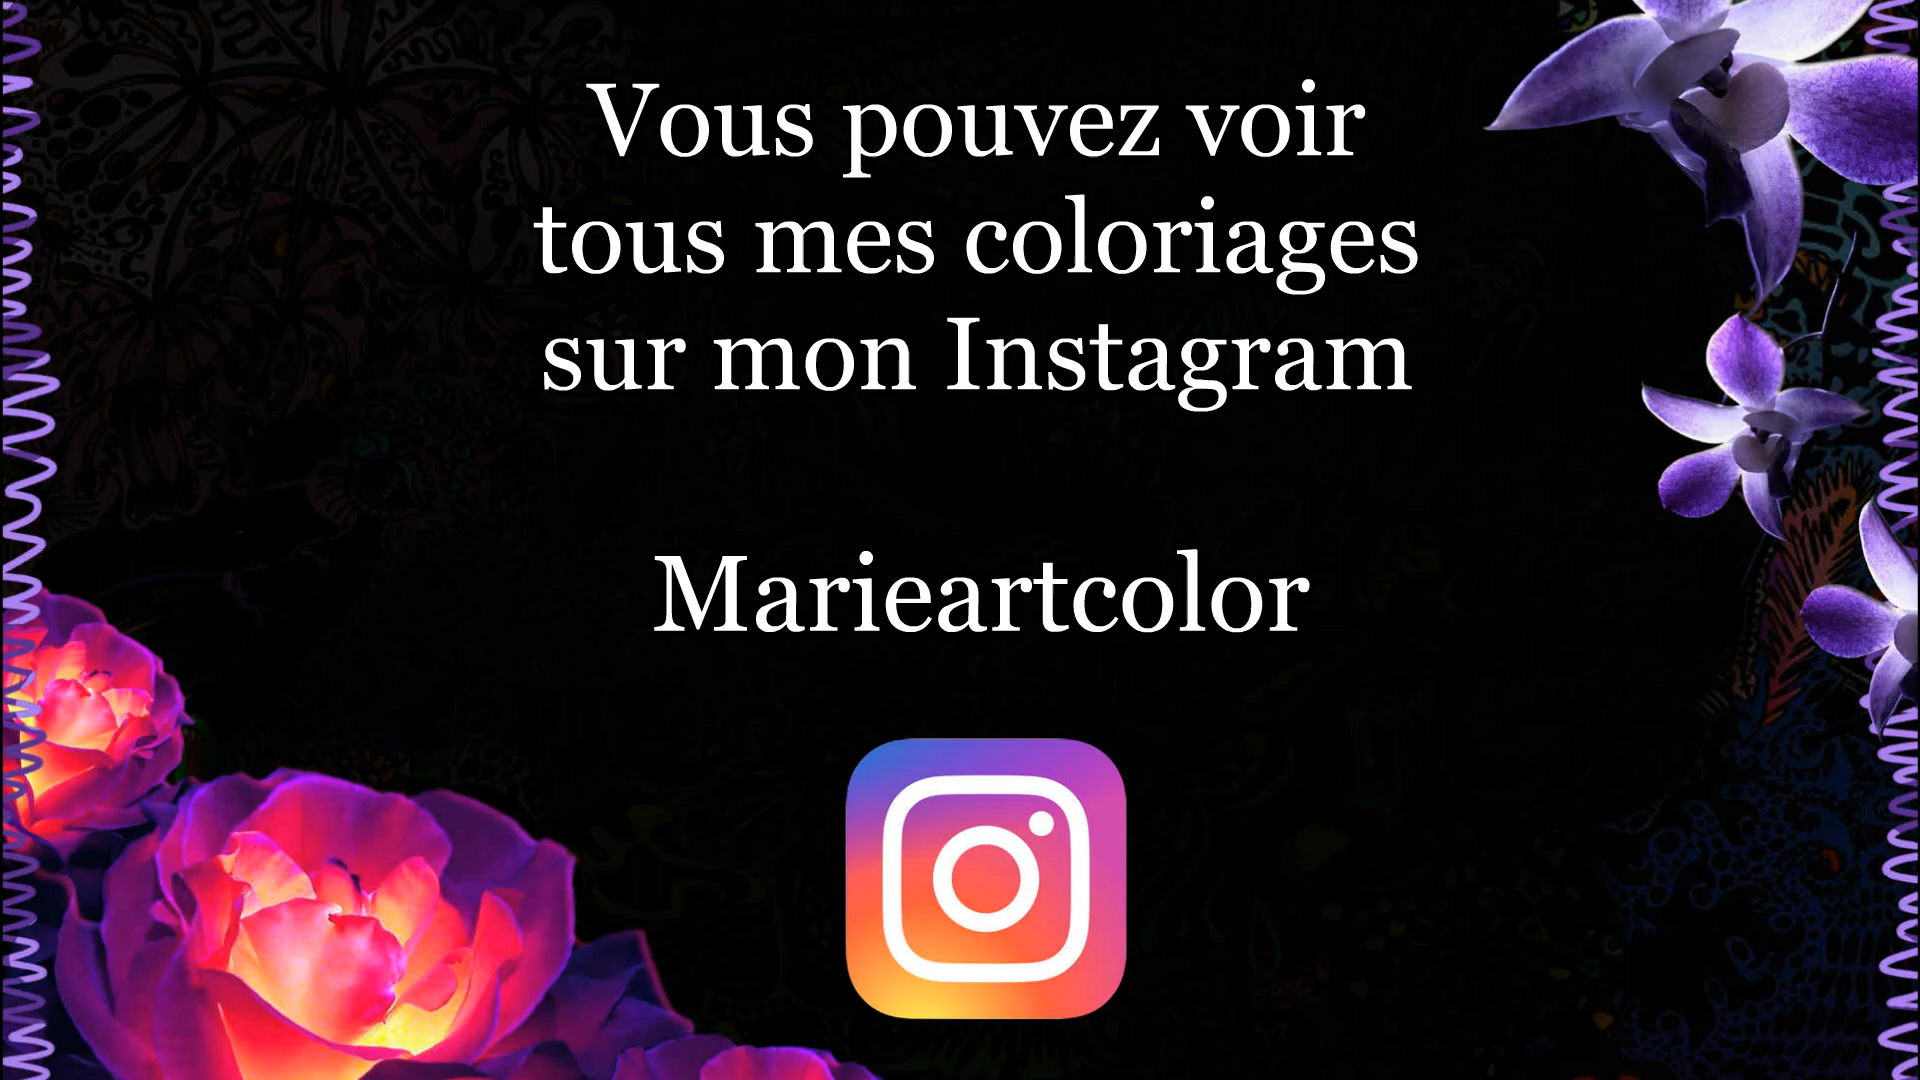 Vous pouvez voir
tous mes coloriages
sur mon Instagram
Marieartcolor